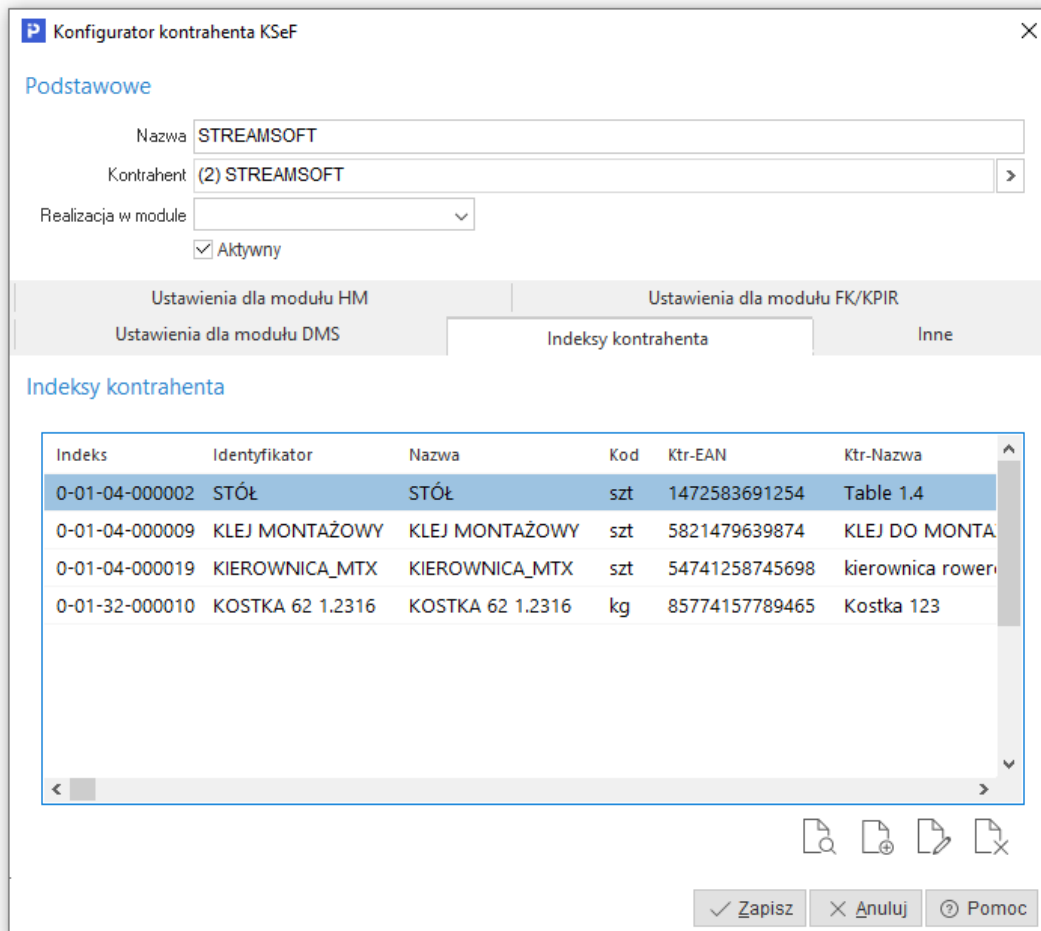 Konfigurator kontrahenta KSeF
Podstawowe
Nazwa STREAMSOFT
Kontrahent (2) STREAMSOFT
Realizacja w module
Aktywny
Ustawienia dla modułu HM Ustawienia dla modułu FK/KPIR
Ustawienia dla modułu DMS Indeksy kontrahenta Inne
Indeksy kontrahenta
Indeks Identyfikator Nazwa Kod Ktr-EAN Ktr-Nazwa
0-01-04-000002 STÓŁ STÓŁ szt 1472583691254 Table 1.4
0-01-04-000009 KLEJ MONTAŻOWY KLEJ MONTAŻOWY szt 5821479639874 KLEJ DO MONTA
0-01-04-000019 KIEROWNICA_MTX KIEROWNICA_MTX szt 54741258745698 kierownica rower
0-01-32-000010 KOSTKA 62 1.2316 KOSTKA 62 1.2316 kg 85774157789465 Kostka 123
Zapisz Anuluj Pomoc